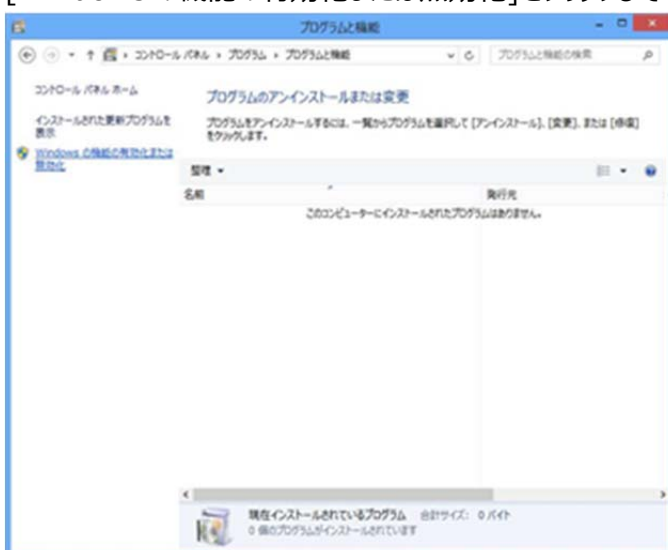 [Windows の機能の有効化または無効化]をクリックして
プログラムと機能
コントロール パネル ▸ プログラム ▸ プログラムと機能
プログラムと機能の検索
コントロール パネル ホーム
インストールされた更新プログラムを
表示
Windows の機能の有効化または
無効化
プログラムのアンインストールまたは変更
プログラムをアンインストールするには、一覧からプログラムを選択して [アンインストール]、[変更]、または [修復]
をクリックします。
整理
名前
発行元
このコンピューターにインストールされたプログラムはありません。
現在インストールされているプログラム 合計サイズ: 0 バイト
0 個のプログラムがインストールされています